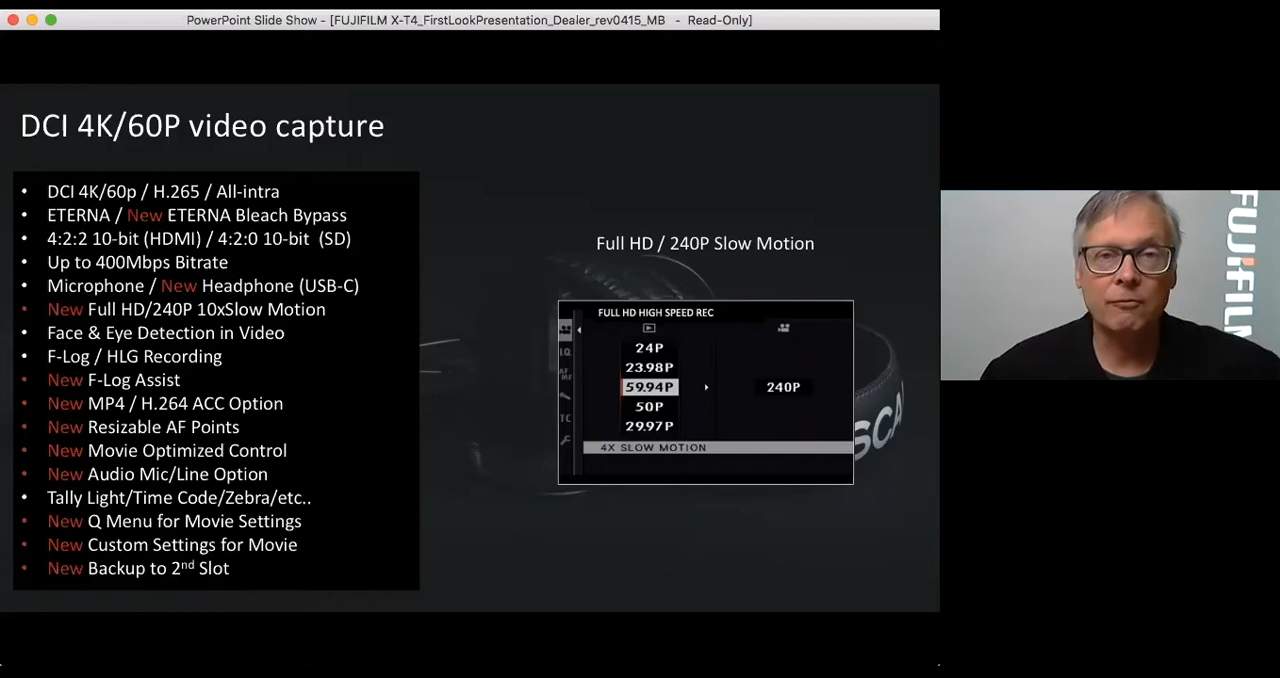 PowerPoint Slide Show - [FUJIFILM X-T4_FirstLookPresentation_Dealer_rev0415_MB - Read-Only]
DCI 4K/60P video capture
• DCI 4K/60p / H.265 / All-intra
• ETERNA / New ETERNA Bleach Bypass
• 4:2:2 10-bit (HDMI) / 4:2:0 10-bit (SD)
• Up to 400Mbps Bitrate
• Microphone / New Headphone (USB-C)
• New Full HD/240P 10xSlow Motion
• Face & Eye Detection in Video
• F-Log / HLG Recording
• New F-Log Assist
• New MP4 / H.264 ACC Option
• New Resizable AF Points
• New Movie Optimized Control
• New Audio Mic/Line Option
• Tally Light/Time Code/Zebra/etc..
• New Q Menu for Movie Settings
• New Custom Settings for Movie
• New Backup to 2nd Slot
Full HD / 240P Slow Motion
FULL HD HIGH SPEED REC
24P
23.98P
59.94P
240P
50P
29.97P
4X SLOW MOTION
I.Q.
AF
MF
TC
SCA
FUJIFILM